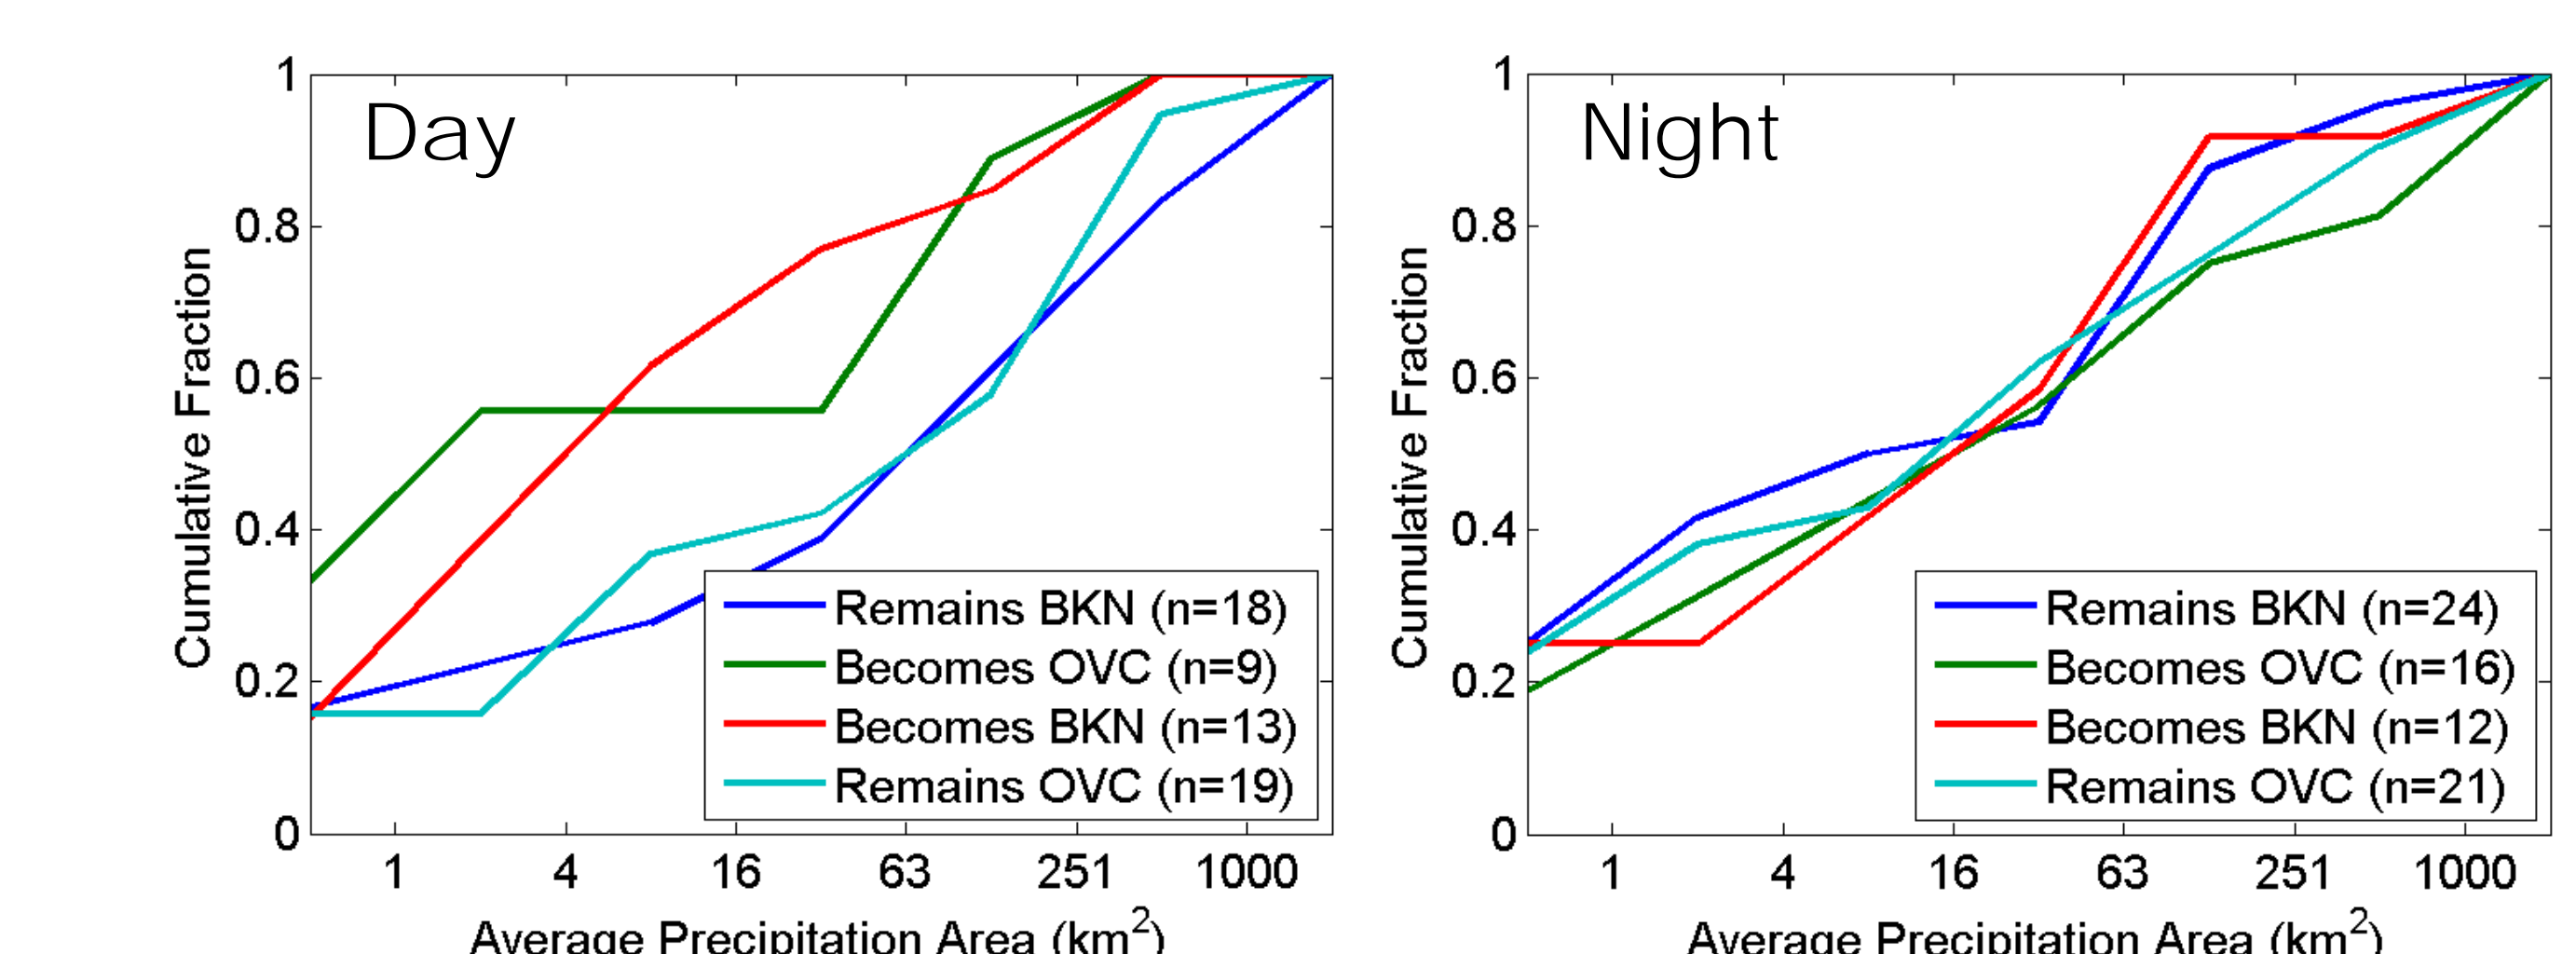 Day
Cumulative Fraction
1
0.8
0.6
0.4
0.2
0
Remains BKN (n=18)
Becomes OVC (n=9)
Becomes BKN (n=13)
Remains OVC (n=19)
1 4 16 63 251 1000
Average Precipitation Area (km²)
Night
Cumulative Fraction
1
0.8
0.6
0.4
0.2
0
Remains BKN (n=24)
Becomes OVC (n=16)
Becomes BKN (n=12)
Remains OVC (n=21)
1 4 16 63 251 1000
Average Precipitation Area (km²)